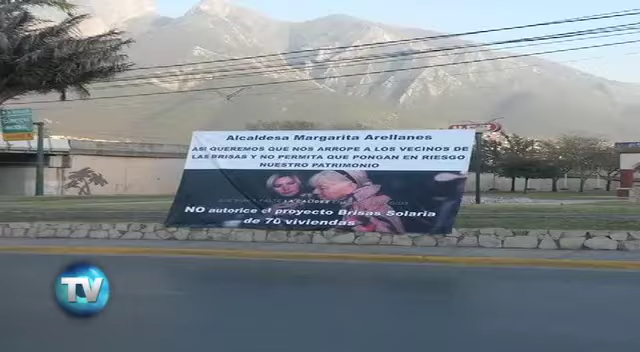 Alcaldesa Margarita Arellanes
ASI QUEREMOS QUE NOS ARROPE A LOS VECINOS DE
LAS BRISAS Y NO PERMITA QUE PONGAN EN RIESGO
NUESTRO PATRIMONIO
NO autorice el proyecto Brisas Solaria
de 70 viviendas
TV